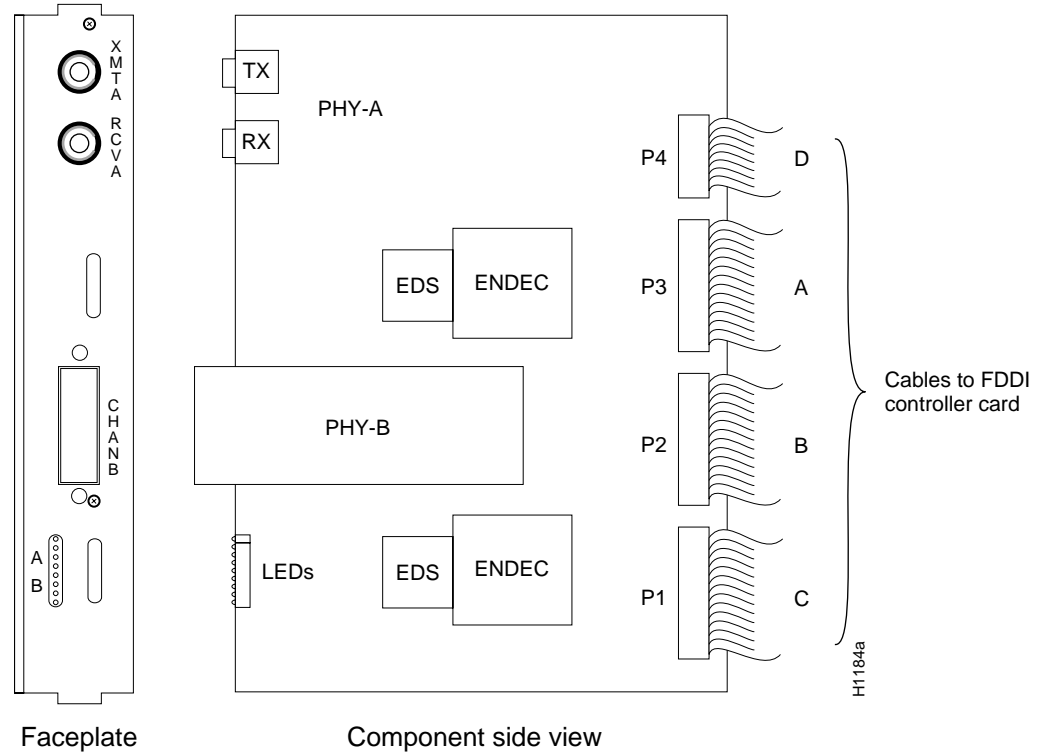 XMTA
RCVA
CHANB
A
B
Faceplate
TX
RX
PHY-A
EDS
ENDEC
PHY-B
LEDs
EDS
ENDEC
P4
D
P3
A
P2
B
P1
C
Cables to FDDI
controller card
H1184a
Component side view